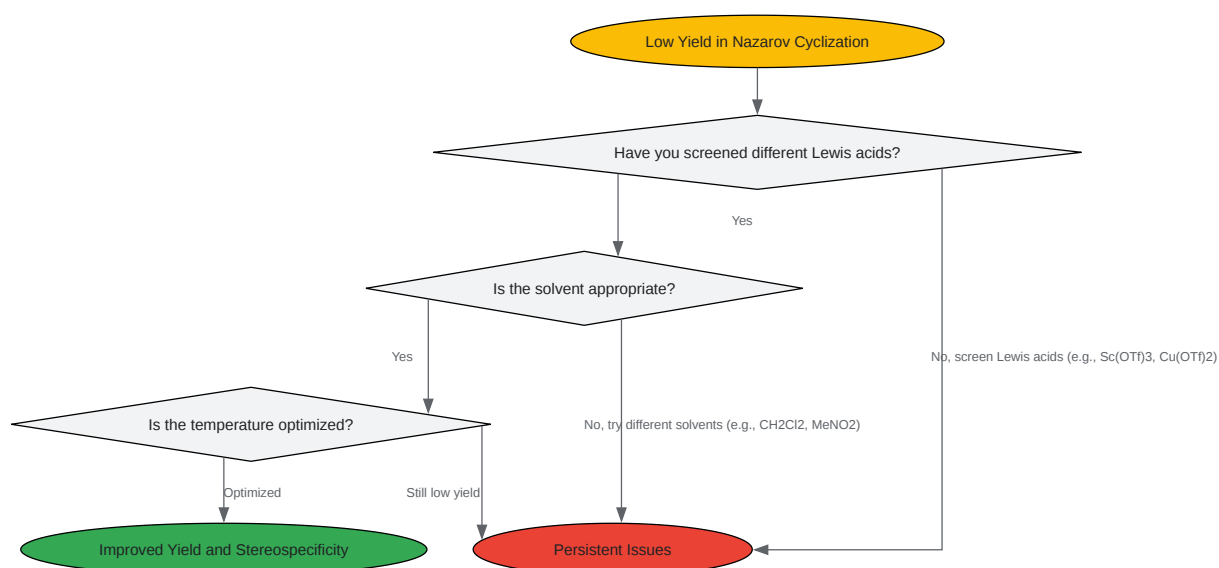 Low Yield in Nazarov Cyclization
Have you screened different Lewis acids?
Yes
Is the solvent appropriate?
Yes
No, screen Lewis acids (e.g., Sc(OTf)3, Cu(OTf)2)
Is the temperature optimized?
No, try different solvents (e.g., CH2Cl2, MeNO2)
Optimized
Still low yield
Improved Yield and Stereospecificity
Persistent Issues